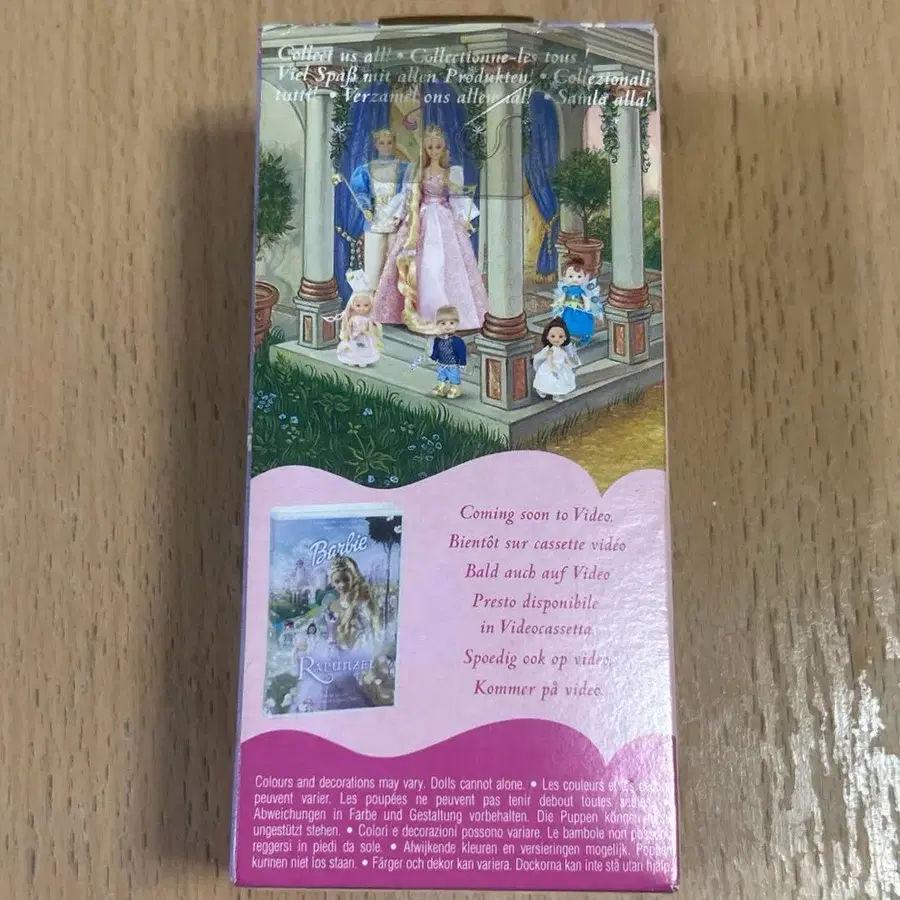 Collect us all! • Collectionne-les tous !
Viel Spaß mit allen Produkten! • Collezionali
tutti! • Verzamel ons allemaal! • Samla alla!
Barbie
Rapunzel
Coming soon to Video.
Bientôt sur cassette vidéo
Bald auch auf Video
Presto disponibile
in Videocassetta
Spoedig ook op video.
Kommer på video.
Colours and decorations may vary. Dolls cannot alone. • Les couleurs et les
peuvent varier. Les poupées ne peuvent pas tenir debout toutes
Abweichungen in Farbe und Gestaltung vorbehalten. Die Puppen können
ungestützt stehen. • Colori e decorazioni possono variare. Le bambole non
reggersi in piedi da sole. • Afwijkende kleuren en versieringen mogelijk.
kunnen niet los staan. • Färger och dekor kan variera. Dockorna kan inte stå utan